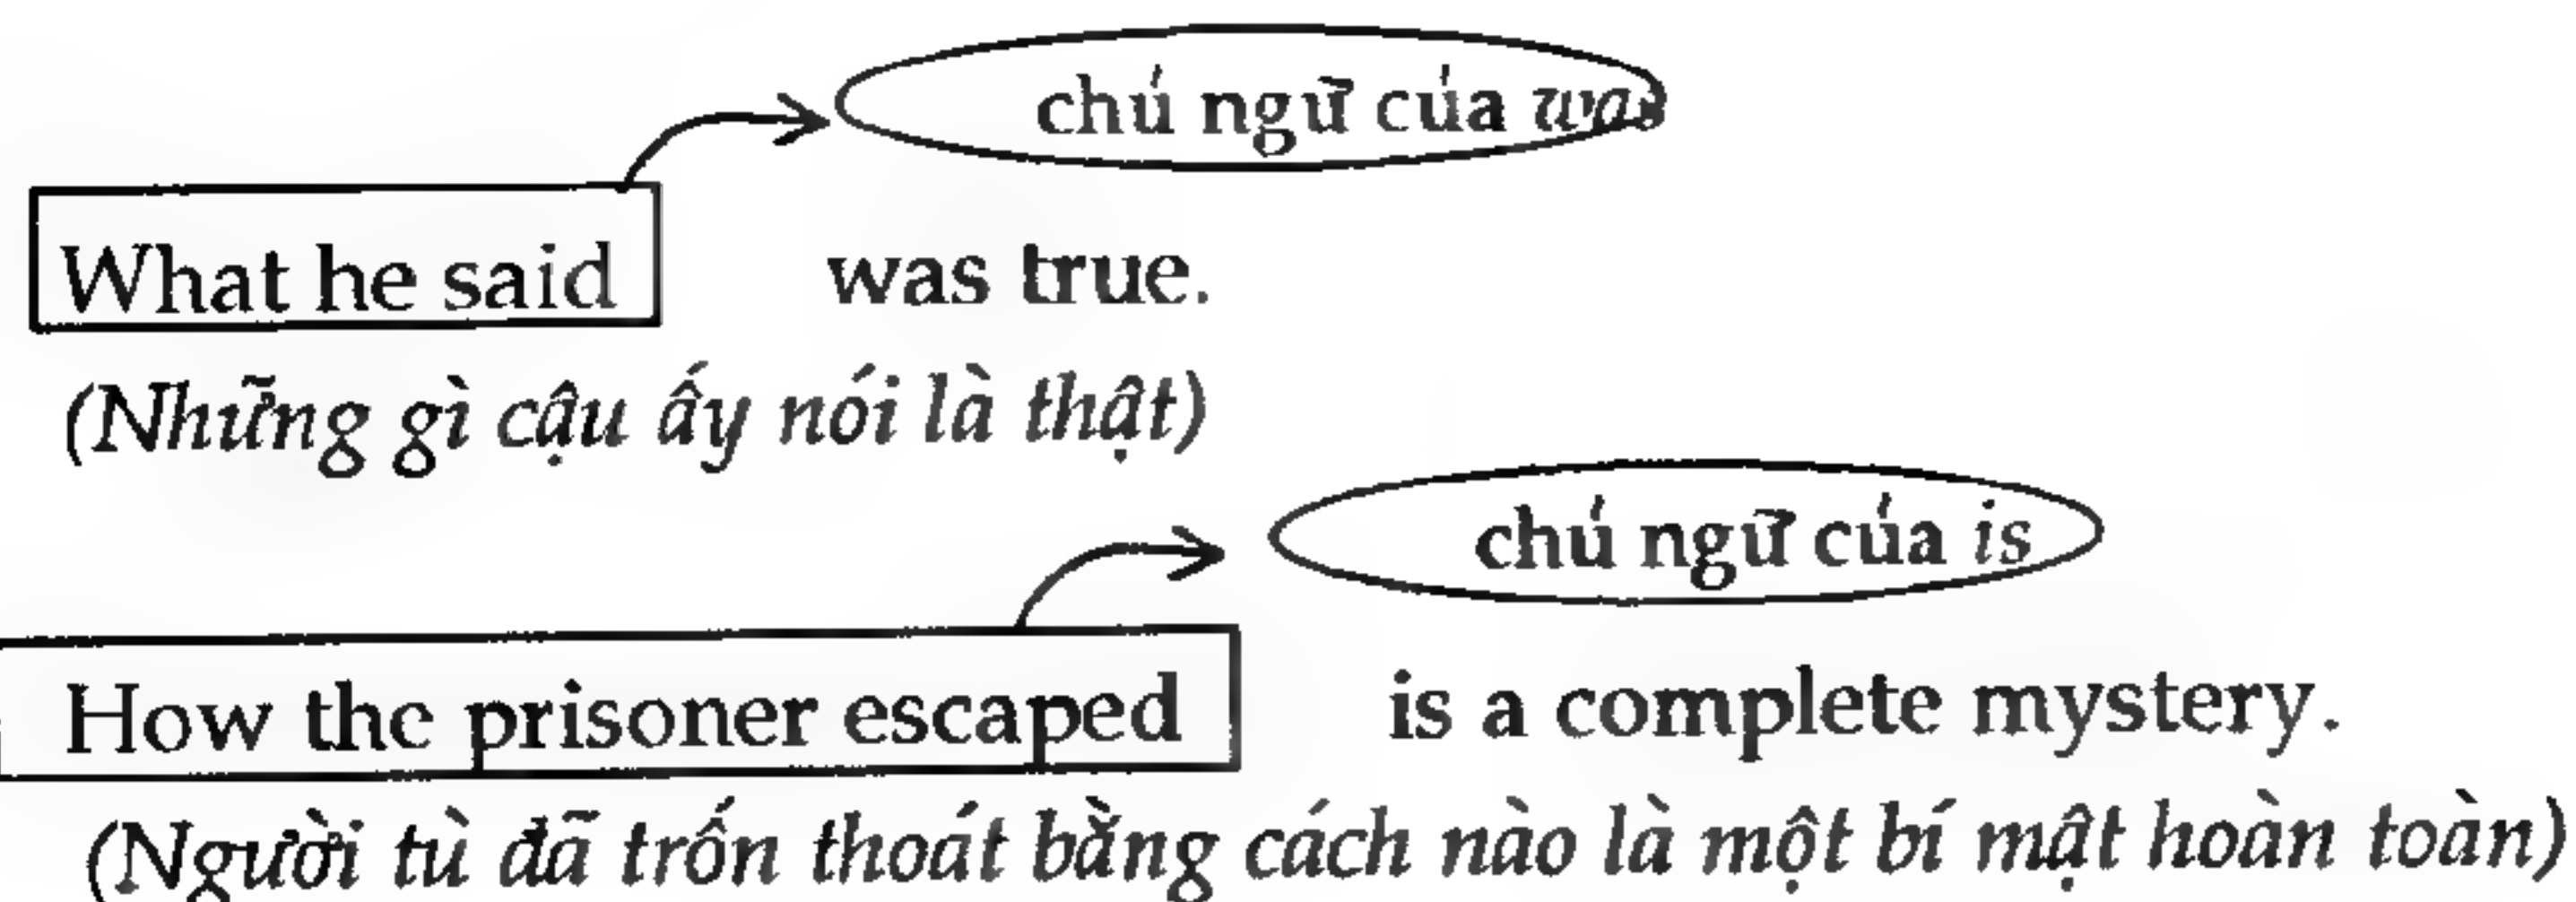 chủ ngữ của was
What he said was true.
(Những gì cậu ấy nói là thật)
chủ ngữ của is
How the prisoner escaped is a complete mystery.
(Người tù đã trốn thoát bằng cách nào là một bí mật hoàn toàn)